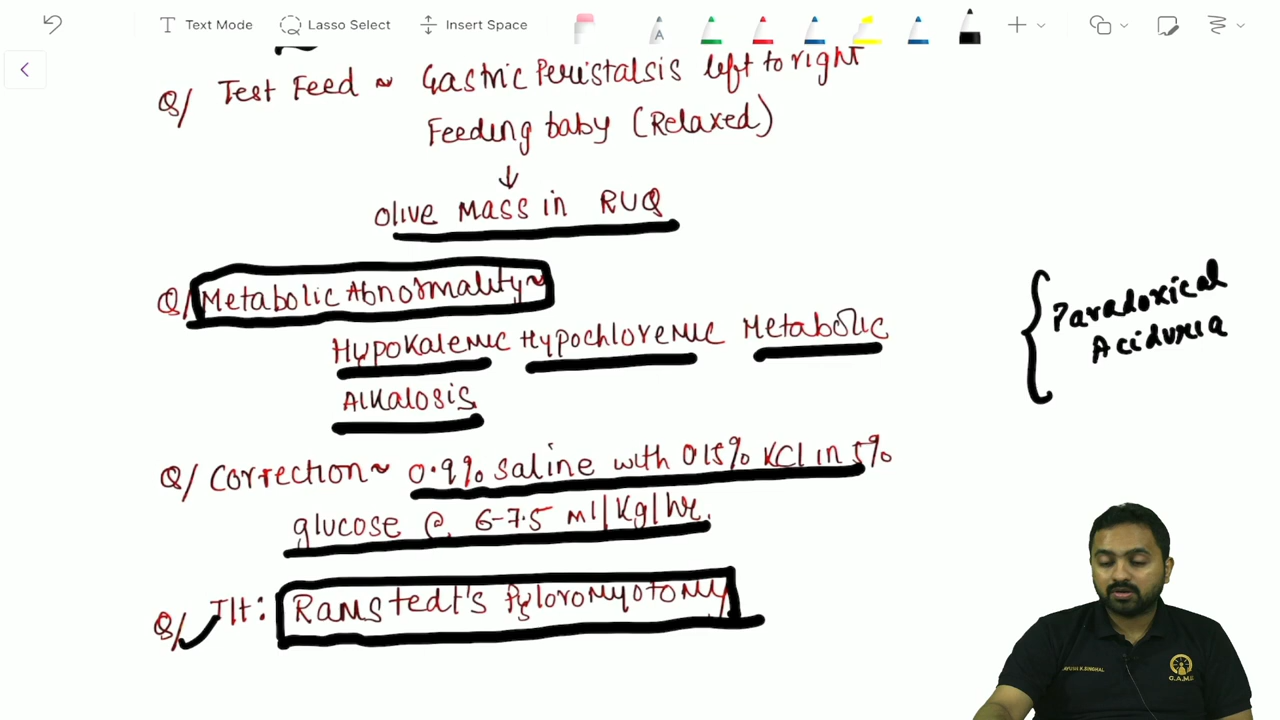 Text Mode Lasso Select Insert Space
Q/ Test Feed ~ Gastric Peristalsis left to right
Feeding baby (Relaxed)
↓
Olive Mass in RUQ
Q/ Metabolic Abnormality ~
Hypokalemic Hypochloremic Metabolic
Alkalosis
{ Paradoxical
Aciduria
Q/ Correction ~ 0.9% saline with 0.15% KCl in 5%
glucose @ 6-7.5 ml/kg/hr.
Q/ Tlt: Ramstedt's Pyloromyotomy
G.A.M.S